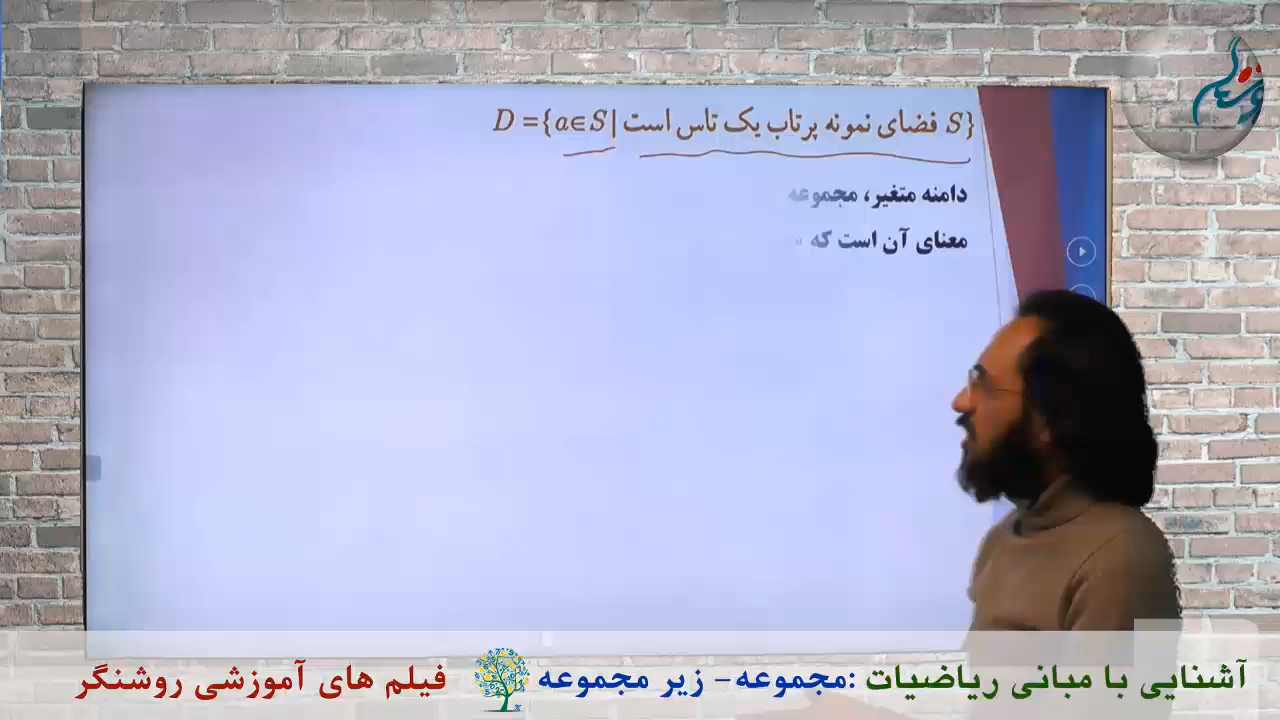 D ={a∈S| فضای نمونه پرتاب یک تاس است S}
دامنه متغیر، مجموعه
معنای آن است که «
آشنایی با مبانی ریاضیات :مجموعه- زیر مجموعه
فیلم های آموزشی روشنگر